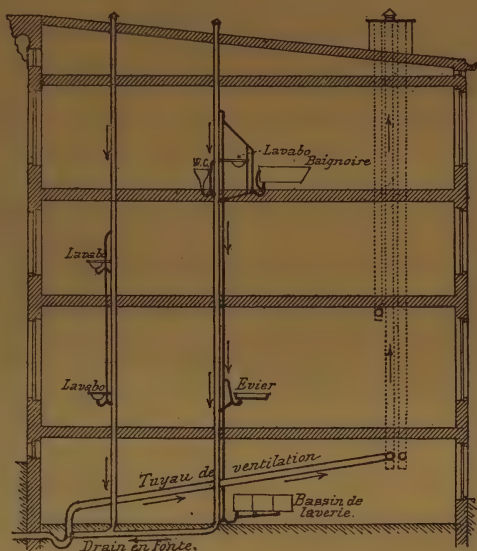 Lavabo
W.C.
Baignoire
Lavabo
Lavabo
Evier
Tuyau de ventilation
Bassin de
laverie.
Drain en fonte.